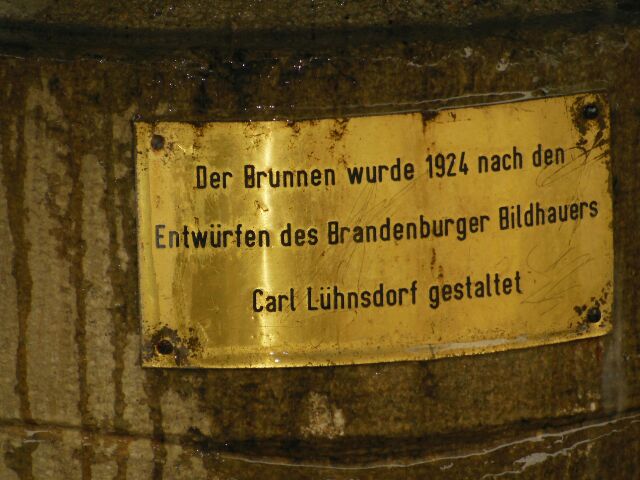 Der Brunnen wurde 1924 nach den
Entwürfen des Brandenburger Bildhauers
Carl Lühnsdorf gestaltet